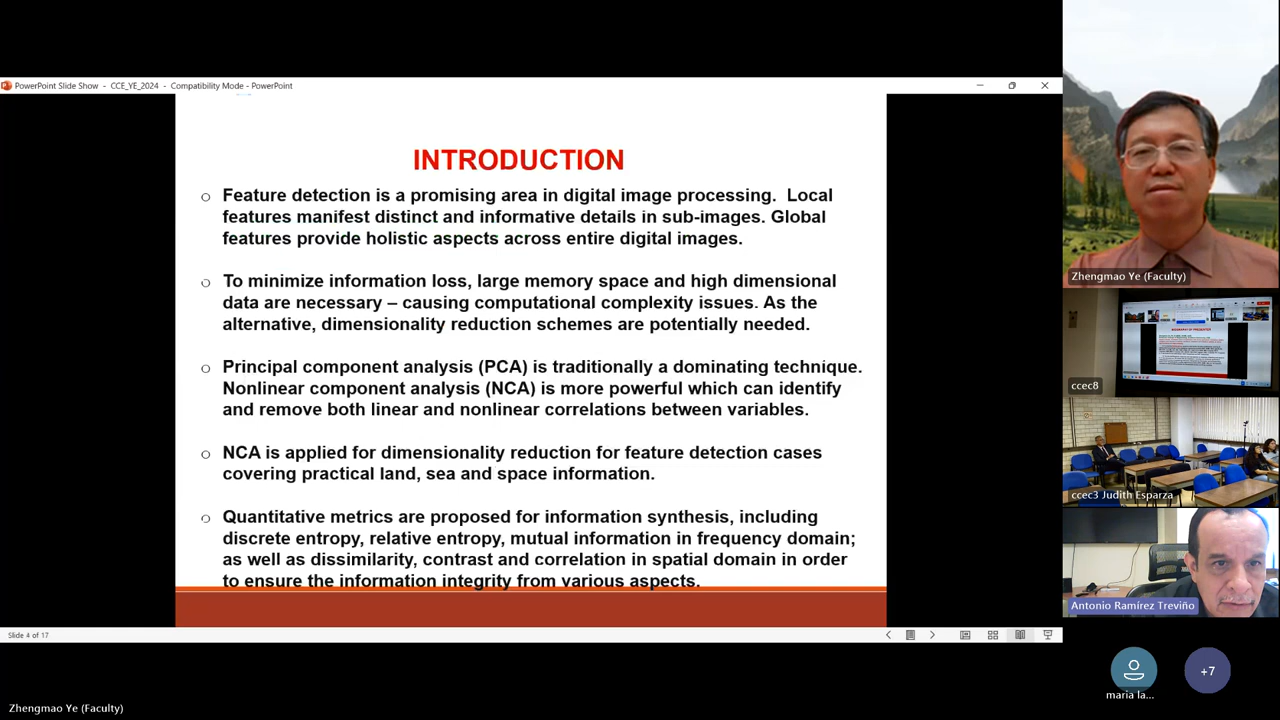 PowerPoint Slide Show - CCE_YE_2024 - Compatibility Mode - PowerPoint
INTRODUCTION
Feature detection is a promising area in digital image processing. Local
features manifest distinct and informative details in sub-images. Global
features provide holistic aspects across entire digital images.
To minimize information loss, large memory space and high dimensional
data are necessary – causing computational complexity issues. As the
alternative, dimensionality reduction schemes are potentially needed.
Principal component analysis (PCA) is traditionally a dominating technique.
Nonlinear component analysis (NCA) is more powerful which can identify
and remove both linear and nonlinear correlations between variables.
NCA is applied for dimensionality reduction for feature detection cases
covering practical land, sea and space information.
Quantitative metrics are proposed for information synthesis, including
discrete entropy, relative entropy, mutual information in frequency domain;
as well as dissimilarity, contrast and correlation in spatial domain in order
to ensure the information integrity from various aspects.
Slide 4 of 17
Zhengmao Ye (Faculty)
Zhengmao Ye (Faculty)
ccec8
ccec3 Judith Esparza
Antonio Ramírez Treviño
maria la...
+7